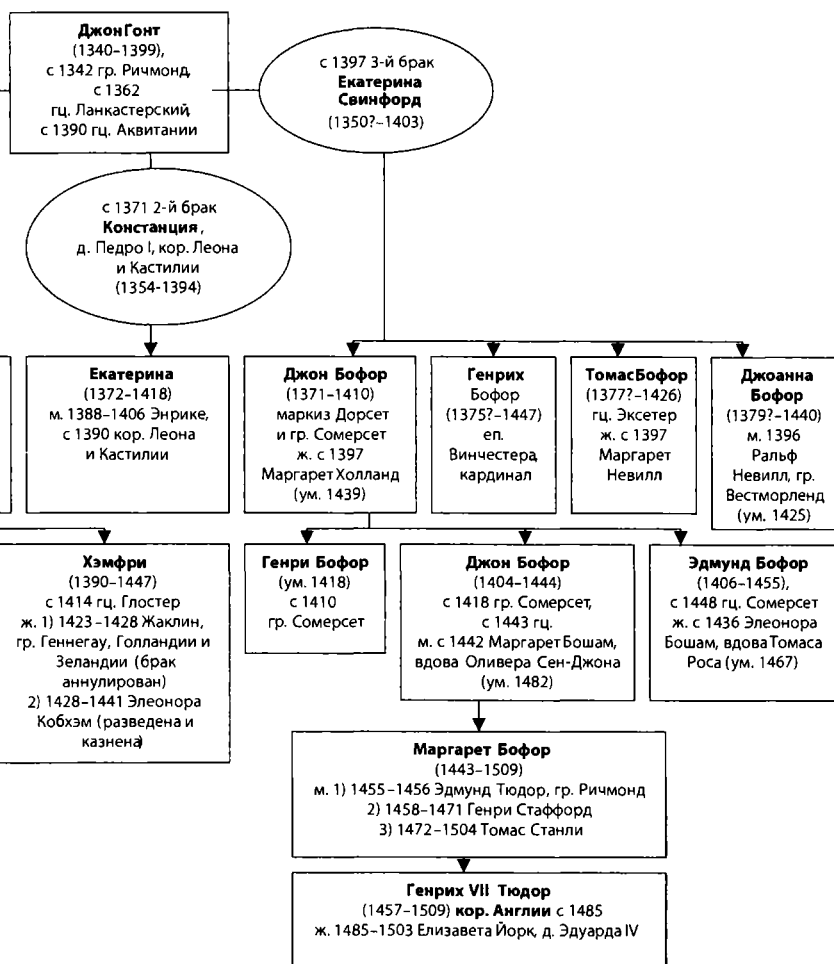 Джон Гонт
(1340–1399),
с 1342 гр. Ричмонд,
с 1362
гц. Ланкастерский,
с 1390 гц. Аквитании
с 1397 3-й брак
Екатерина
Свинфорд
(1350?–1403)
с 1371 2-й брак
Констанция,
д. Педро I, кор. Леона
и Кастилии
(1354-1394)
Екатерина
(1372–1418)
м. 1388–1406 Энрике,
с 1390 кор. Леона
и Кастилии
Джон Бофор
(1371–1410)
маркиз Дорсет
и гр. Сомерсет
ж. с 1397
Маргарет Холланд
(ум. 1439)
Генрих
Бофор
(1375?–1447)
еп.
Винчестера,
кардинал
Томас Бофор
(1377?–1426)
гц. Эксетер
ж. с 1397
Маргарет
Невилл
Джоанна
Бофор
(1379?–1440)
м. 1396
Ральф
Невилл, гр.
Вестморленд
(ум. 1425)
Хэмфри
(1390–1447)
с 1414 гц. Глостер
ж. 1) 1423–1428 Жаклин,
гр. Геннегау, Голландии и
Зеландии (брак
аннулирован)
2) 1428–1441 Элеонора
Кобхэм (разведена и
казнена)
Генри Бофор
(ум. 1418)
с 1410
гр. Сомерсет
Джон Бофор
(1404–1444)
с 1418 гр. Сомерсет,
с 1443 гц.
м. с 1442 Маргарет Бошам,
вдова Оливера Сен-Джона
(ум. 1482)
Эдмунд Бофор
(1406–1455),
с 1448 гц. Сомерсет
ж. с 1436 Элеонора
Бошам, вдова Томаса
Роса (ум. 1467)
Маргарет Бофор
(1443–1509)
м. 1) 1455–1456 Эдмунд Тюдор, гр. Ричмонд
2) 1458–1471 Генри Стаффорд
3) 1472–1504 Томас Станли
Генрих VII Тюдор
(1457–1509) кор. Англии с 1485
ж. 1485–1503 Елизавета Йорк, д. Эдуарда IV